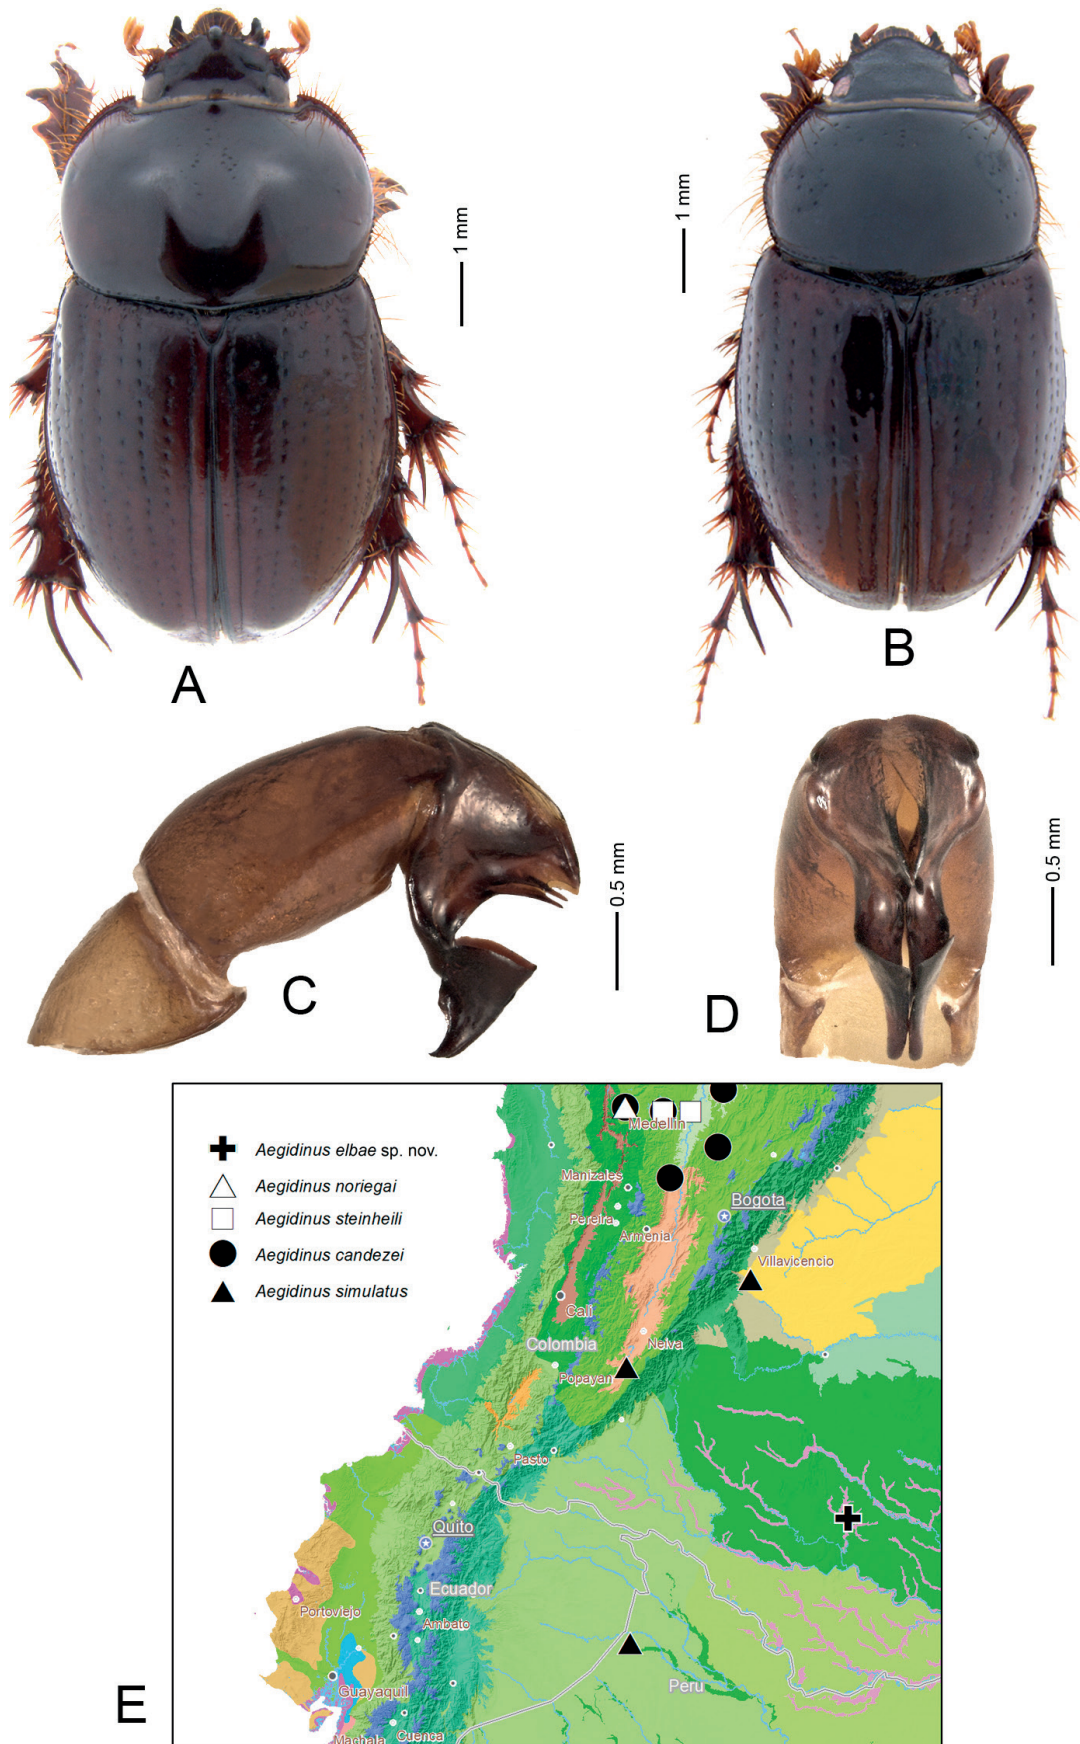 1 mm
1 mm
A
B
C
0.5 mm
D
0.5 mm
Aegidinus elbae sp. nov.
Aegidinus noriegai
Aegidinus steinheili
Aegidinus candezei
Aegidinus simulatus
Medellin
Manizales
Bogota
Pereira
Armenia
Villavicencio
Cali
Colombia
Neiva
Popayan
Pasto
Quito
Ecuador
Portoviejo
Ambato
Peru
Guayaquil
Cuenca
Machala
E